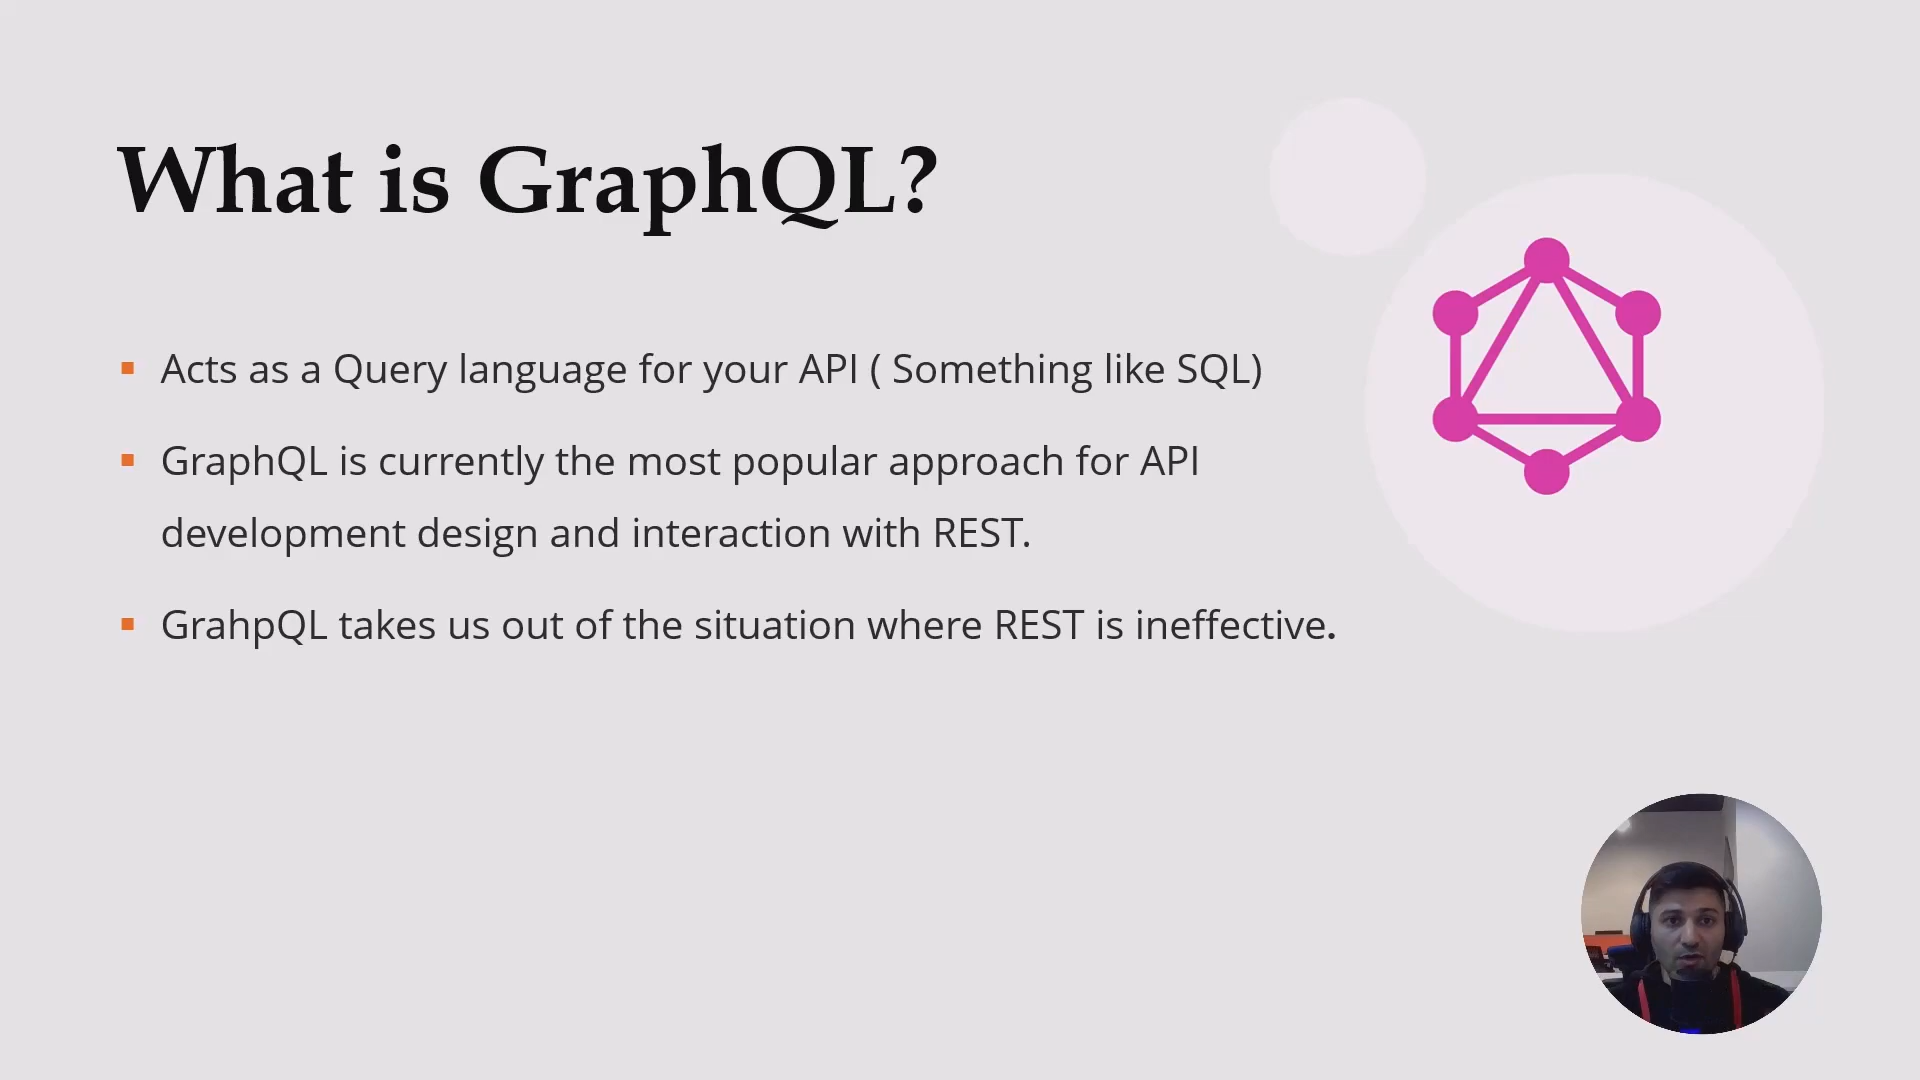 What is GraphQL?
Acts as a Query language for your API ( Something like SQL)
GraphQL is currently the most popular approach for API
development design and interaction with REST.
GrahpQL takes us out of the situation where REST is ineffective.